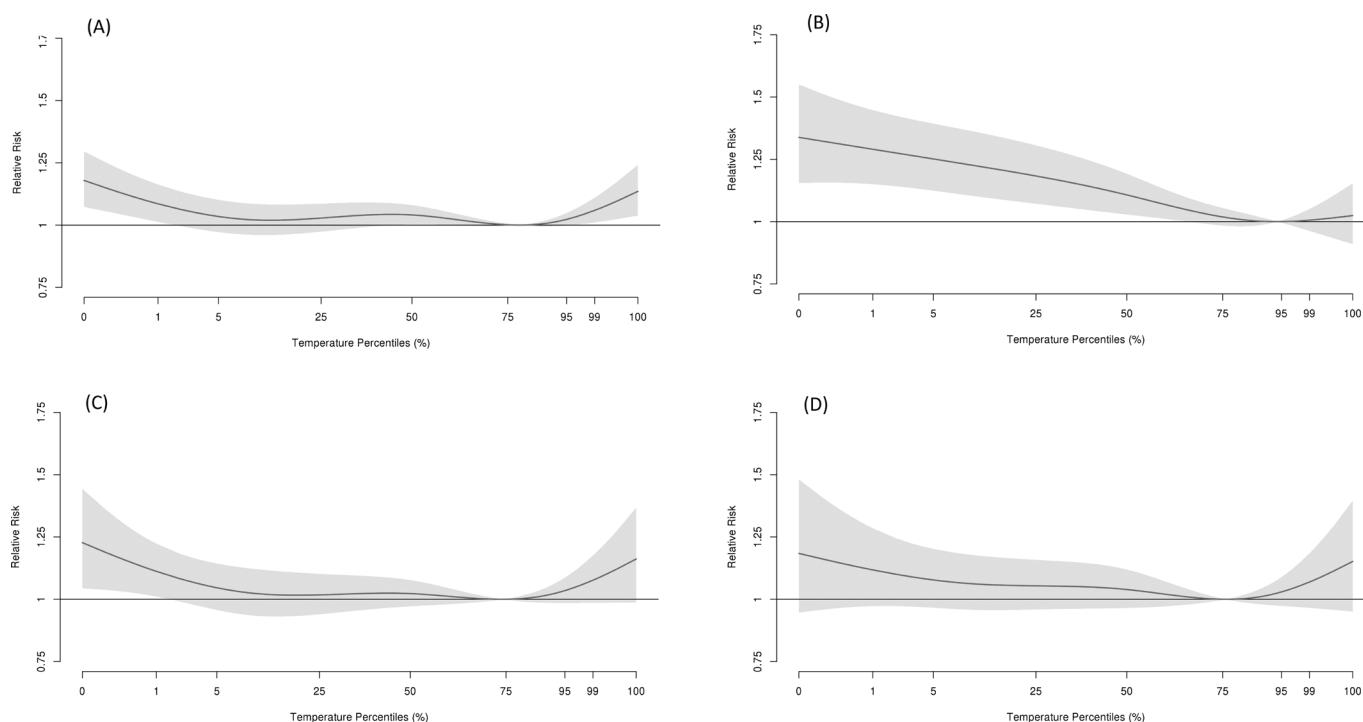 (A)
1.7
1.5
1.25
1
0.75
Relative Risk
0 1 5 25 50 75 95 99 100
Temperature Percentiles (%)
(B)
1.75
1.5
1.25
1
0.75
Relative Risk
0 1 5 25 50 75 95 99 100
Temperature Percentiles (%)
(C)
1.75
1.5
1.25
1
0.75
Relative Risk
0 1 5 25 50 75 95 99 100
Temperature Percentiles (%)
(D)
1.75
1.5
1.25
1
0.75
Relative Risk
0 1 5 25 50 75 95 99 100
Temperature Percentiles (%)